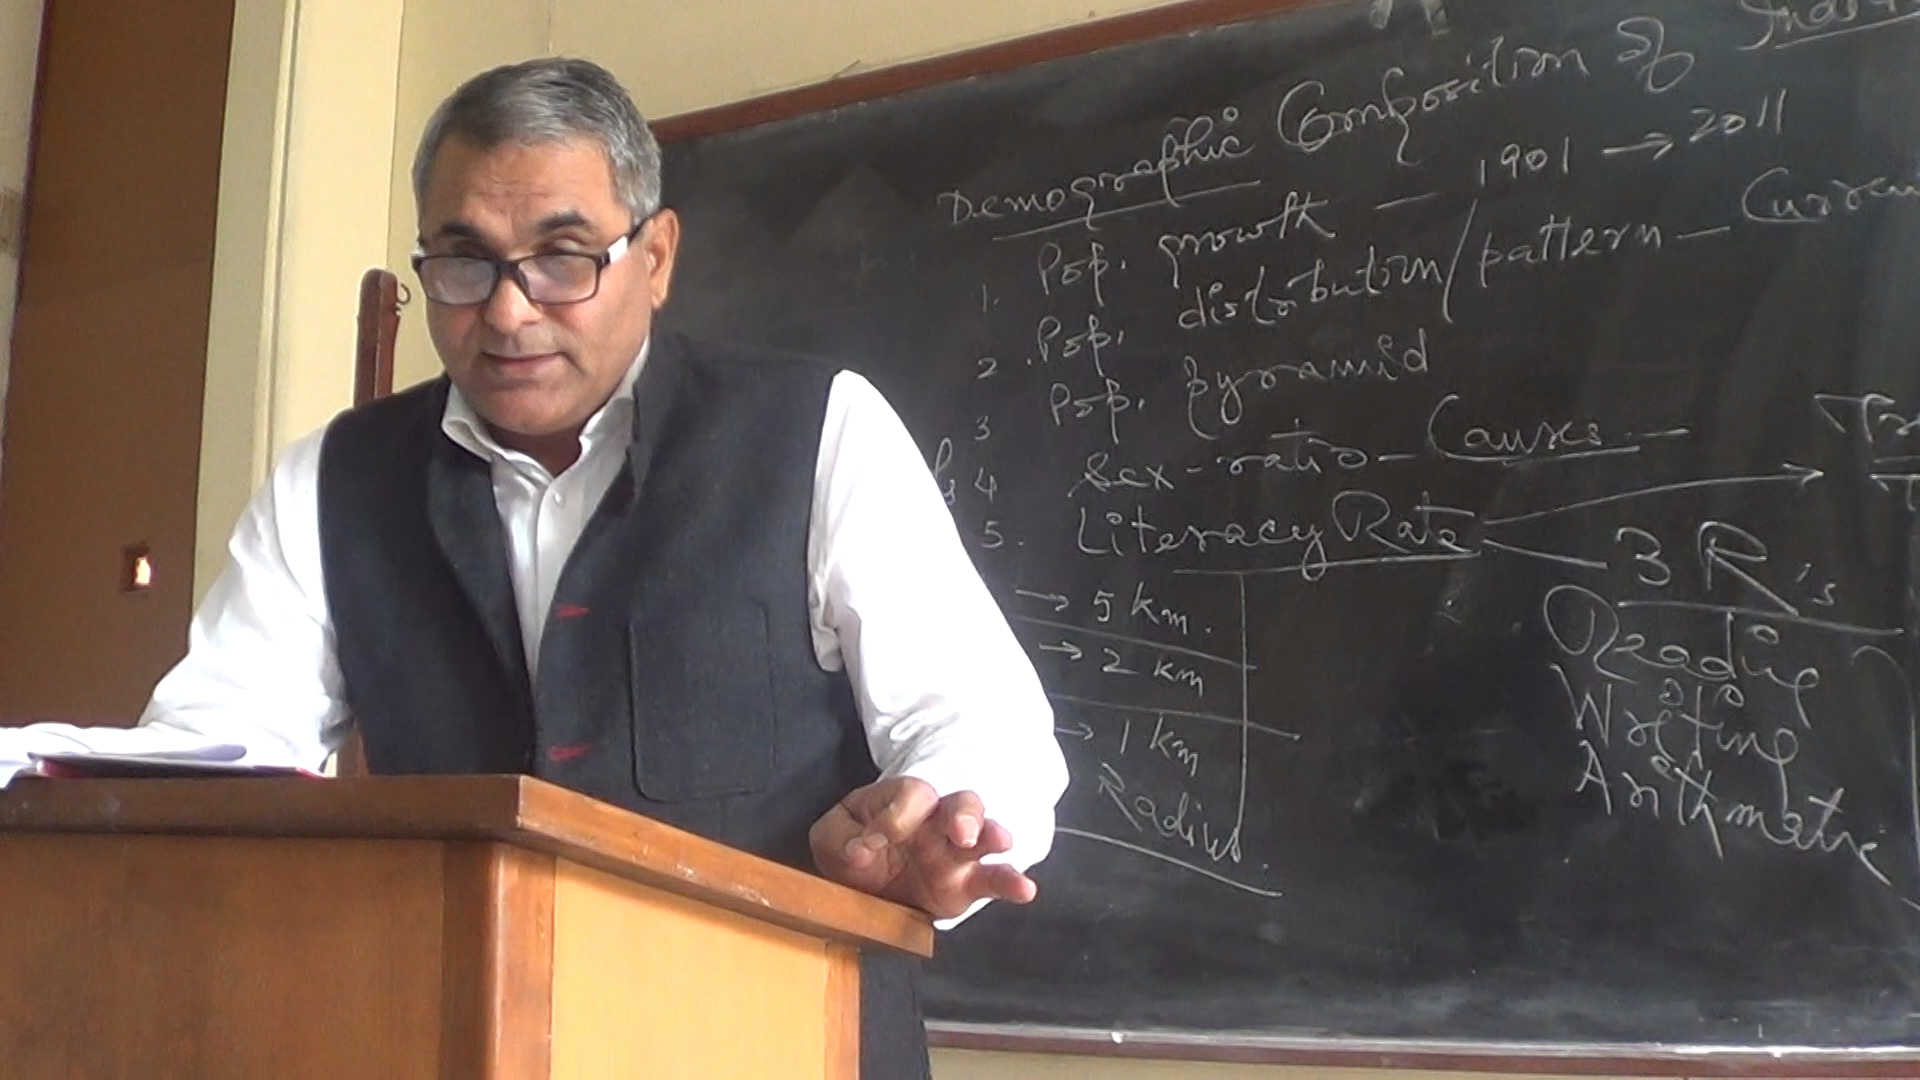 Demographic Composition of India
1. Pop. growth — 1901 → 2011
2. Pop. distribution/pattern —
3 Pop. pyramid
4 Sex-ratio - Causes. —
5. Literacy Rate →
3 R's
Reading
Writing
Arithmatic
→ 5 km.
→ 2 km
→ 1 km
Radius.